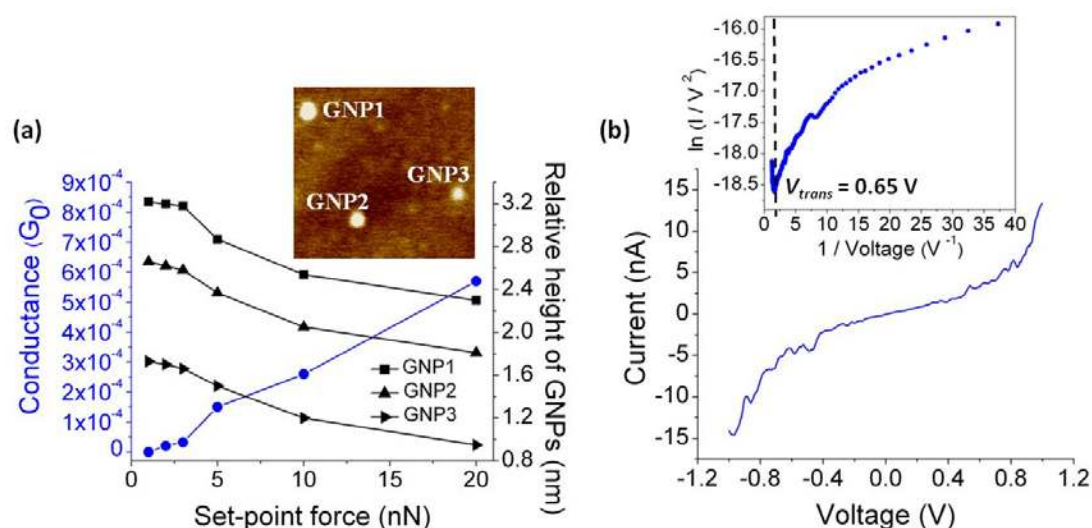 (a)
GNP1
GNP2
GNP3
Conductance (G0)
9x10-4
8x10-4
7x10-4
6x10-4
5x10-4
4x10-4
3x10-4
2x10-4
1x10-4
0
0
5
10
15
20
Set-point force (nN)
GNP1
GNP2
GNP3
3.2
2.8
2.4
2.0
1.6
1.2
0.8
Relative height of GNPs (nm)
(b)
ln (I / V2)
-16.0
-16.5
-17.0
-17.5
-18.0
-18.5
Vtrans = 0.65 V
0 5 10 15 20 25 30 35 40
1 / Voltage (V-1)
Current (nA)
15
10
5
0
-5
-10
-15
-1.2 -0.8 -0.4 0.0 0.4 0.8 1.2
Voltage (V)